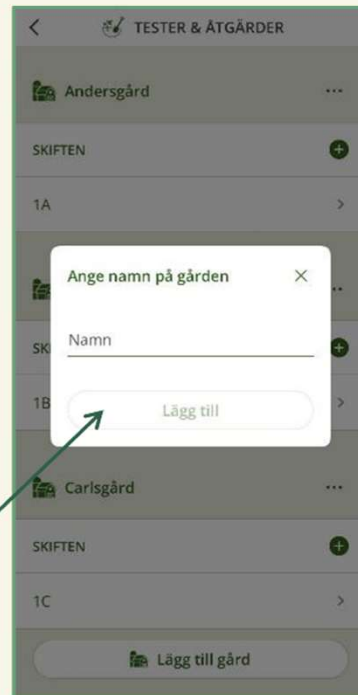 TESTER & ÅTGÄRDER
Andersgård
SKIFTEN
1A
Ange namn på gården
Namn
SK
1B
Lägg till
Carlsgård
SKIFTEN
1C
Lägg till gård